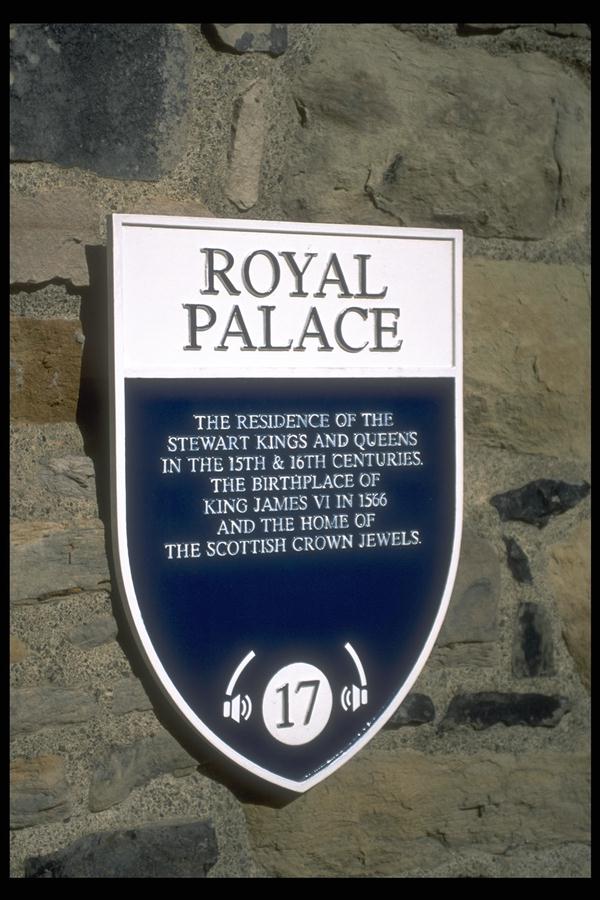 ROYAL
PALACE
THE RESIDENCE OF THE
STEWART KINGS AND QUEENS
IN THE 15TH & 16TH CENTURIES.
THE BIRTHPLACE OF
KING JAMES VI IN 1566
AND THE HOME OF
THE SCOTTISH CROWN JEWELS.
17